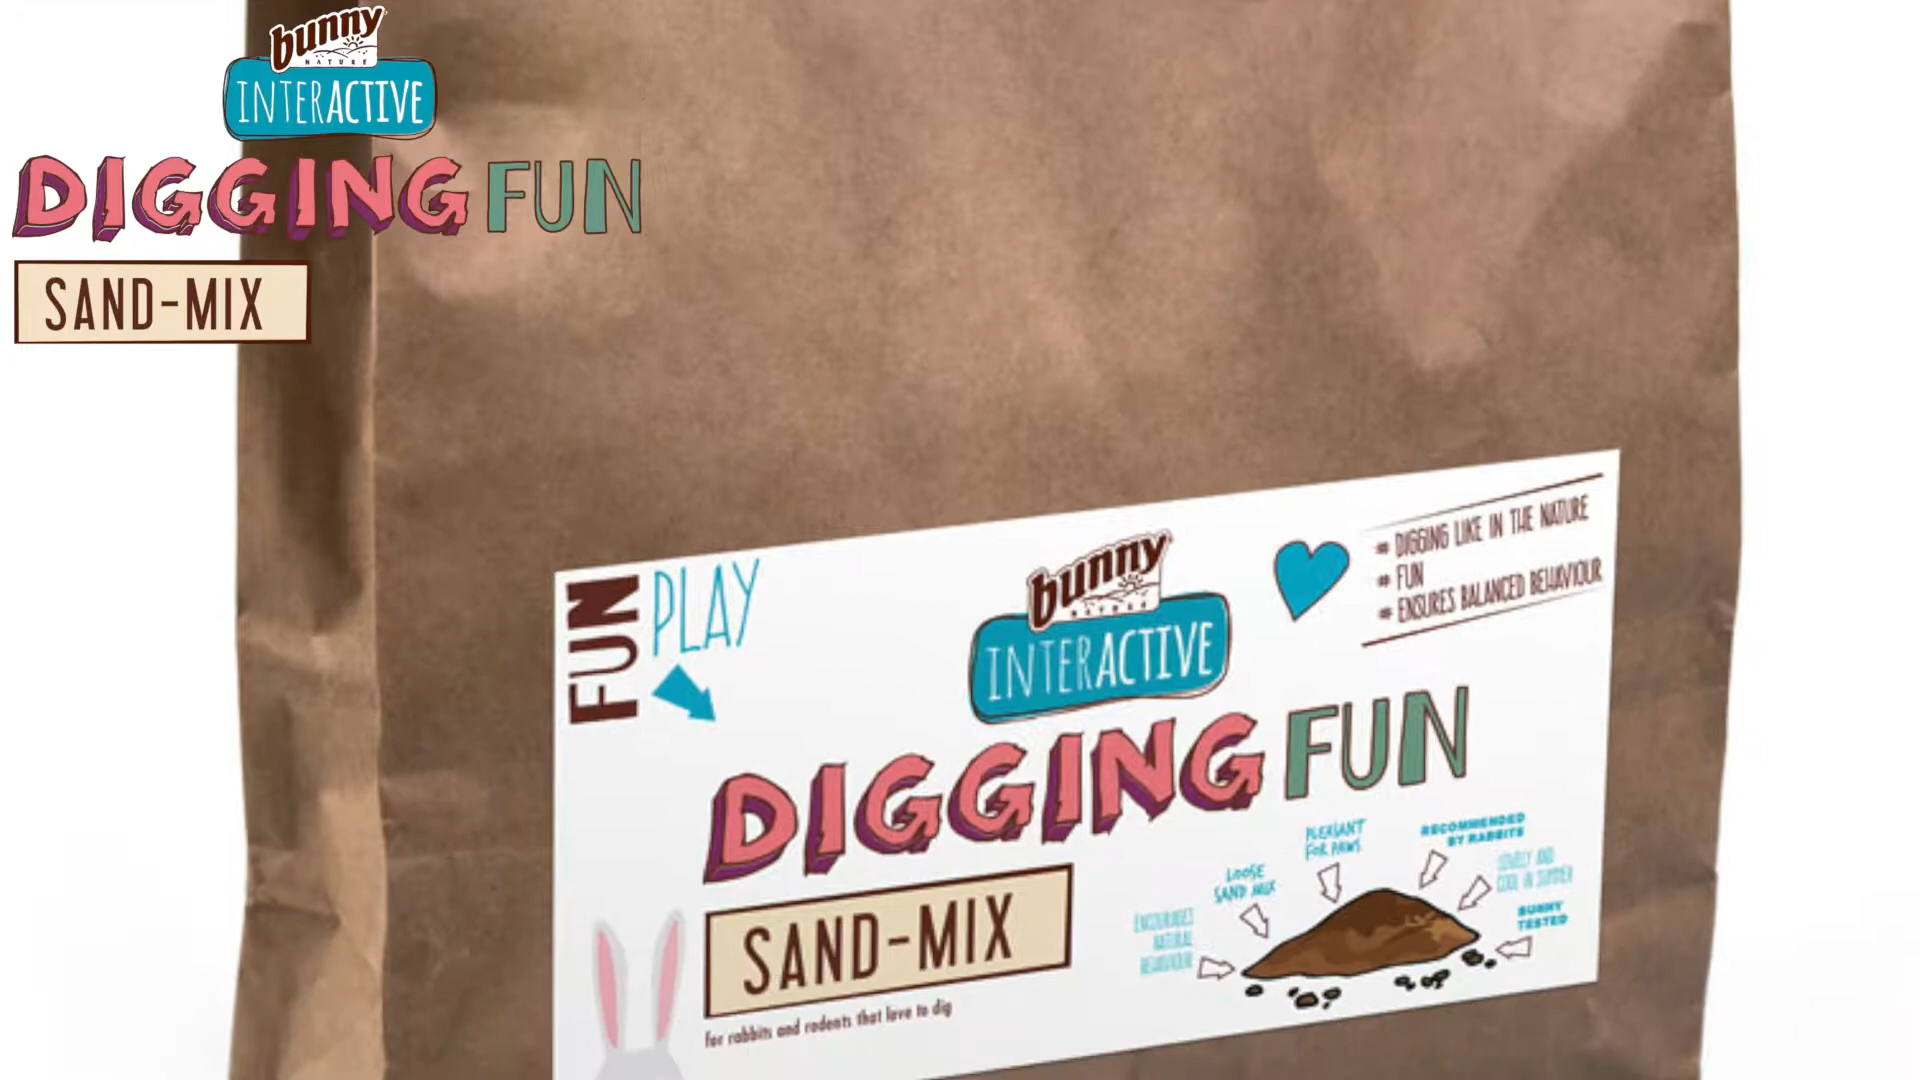 bunny
NATURE
INTERACTIVE
DIGGING FUN
SAND-MIX
FUN PLAY
bunny
NATURE
INTERACTIVE
# DIGGING LIKE IN THE NATURE
# FUN
# ENSURES BALANCED BEHAVIOUR
DIGGING FUN
SAND-MIX
for rabbits and rodents that love to dig
ENCOURAGES
NATURAL
BEHAVIOUR
LOOSE
SAND MIX
PLEASANT
FOR PAWS
RECOMMENDED
BY RABBITS
LOVELY AND
COOL IN SUMMER
BUNNY
TESTED